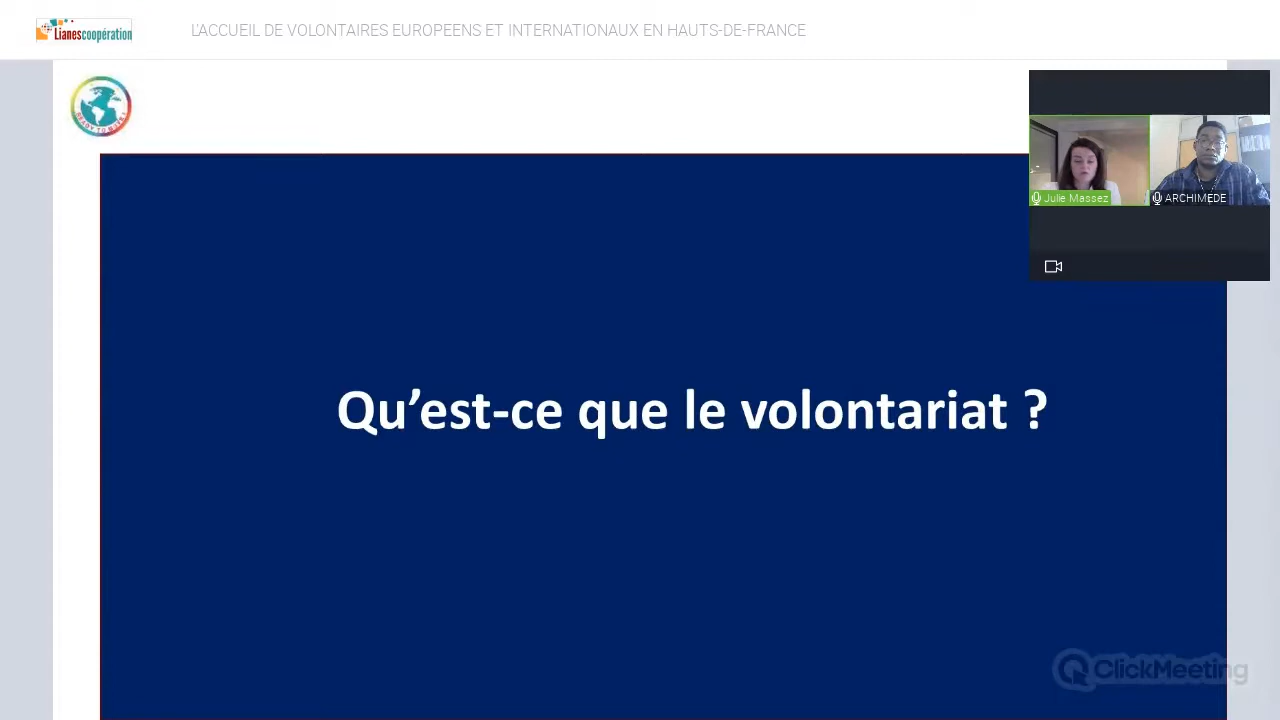 Lianescoopération
L'ACCUEIL DE VOLONTAIRES EUROPEENS ET INTERNATIONAUX EN HAUTS-DE-FRANCE
Julie Massez
ARCHIMEDE
Qu'est-ce que le volontariat ?
ClickMeeting